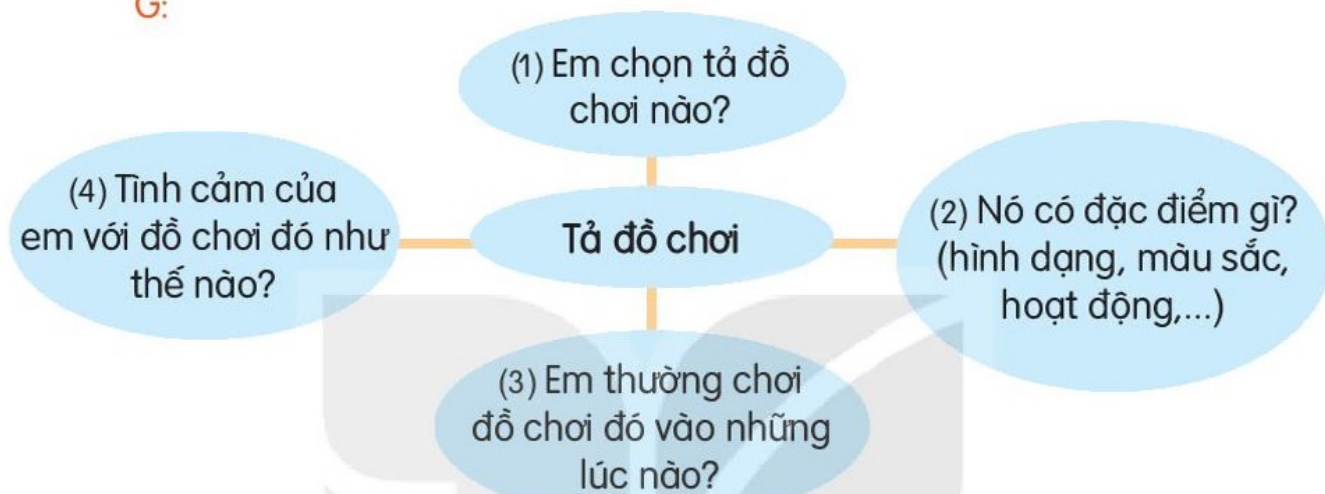 G:
(1) Em chọn tả đồ
chơi nào?
(4) Tình cảm của
em với đồ chơi đó như
thế nào?
Tả đồ chơi
(2) Nó có đặc điểm gì?
(hình dạng, màu sắc,
hoạt động,...)
(3) Em thường chơi
đồ chơi đó vào những
lúc nào?